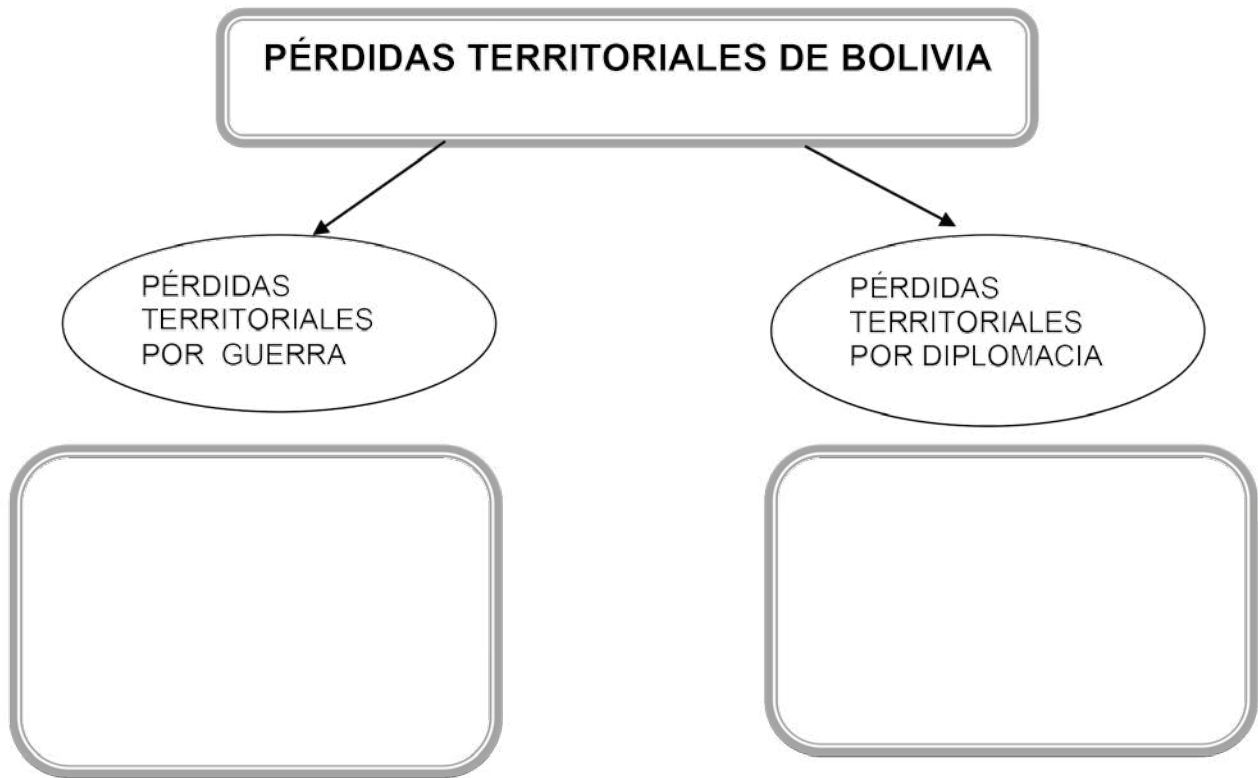 PÉRDIDAS TERRITORIALES DE BOLIVIA
PÉRDIDAS
TERRITORIALES
POR GUERRA
PÉRDIDAS
TERRITORIALES
POR DIPLOMACIA